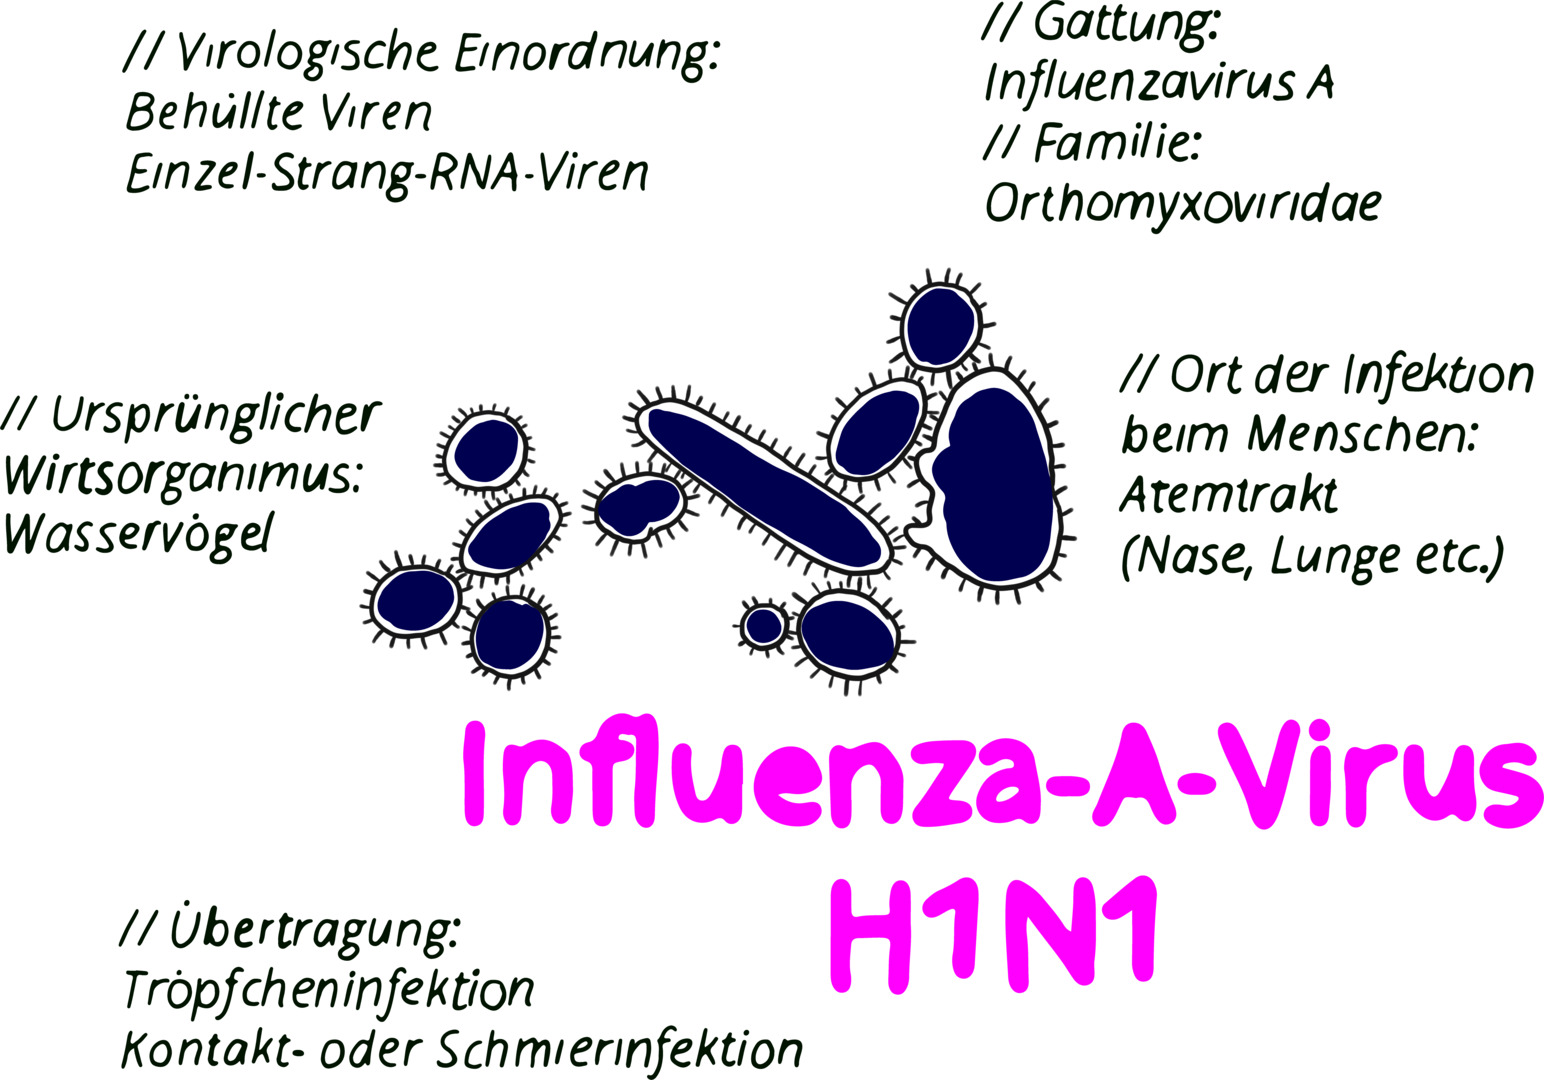 // Virologische Einordnung:
Behüllte Viren
Einzel-Strang-RNA-Viren
// Gattung:
Influenzavirus A
// Familie:
Orthomyxoviridae
// Ursprünglicher
Wirtsorganimus:
Wasservögel
// Ort der Infektion
beim Menschen:
Atemtrakt
(Nase, Lunge etc.)
Influenza-A-Virus
H1N1
// Übertragung:
Tröpfcheninfektion
Kontakt- oder Schmierinfektion